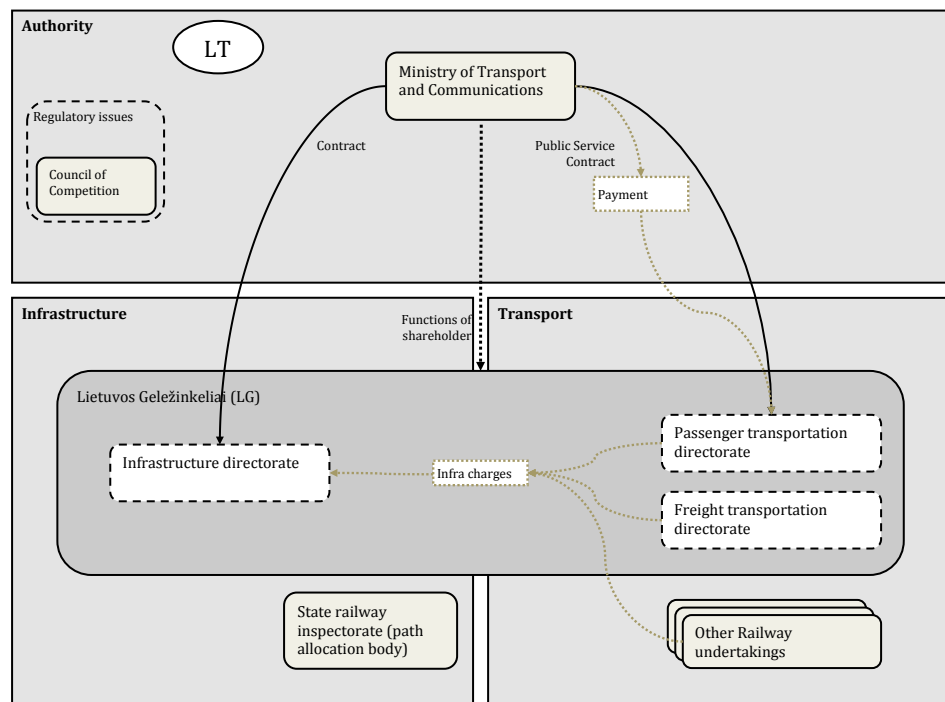 Authority
LT
Ministry of Transport
and Communications
Regulatory issues
Council of
Competition
Contract
Public Service
Contract
Payment
Infrastructure
Functions of
shareholder
Transport
Lietuvos Geležinkeliai (LG)
Infrastructure directorate
Infra charges
Passenger transportation
directorate
Freight transportation
directorate
State railway
inspectorate (path
allocation body)
Other Railway
undertakings